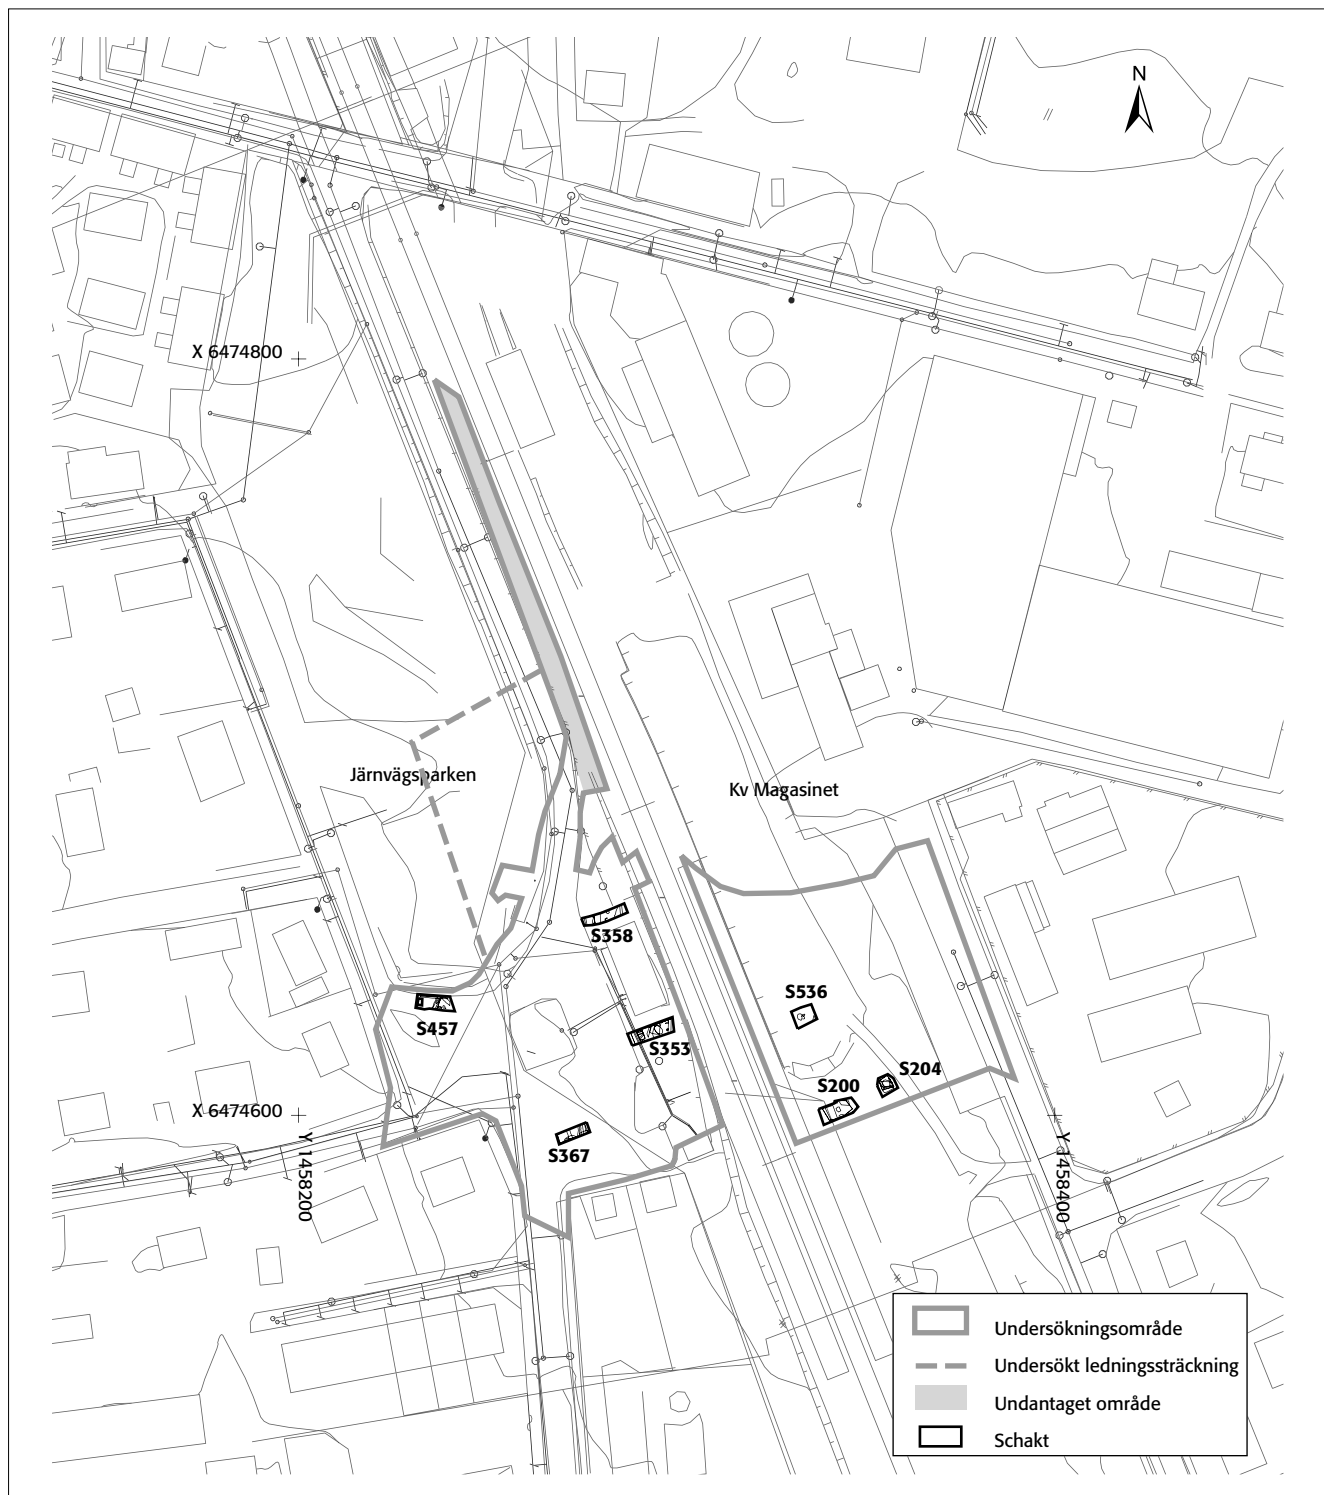 N
X 6474800
Järnvägsparken
Kv Magasinet
S358
S536
S457
S353
S204
S200
X 6474600
S367
Y 1458200
Y 1458400
Undersökningsområde
Undersökt ledningssträckning
Undantaget område
Schakt